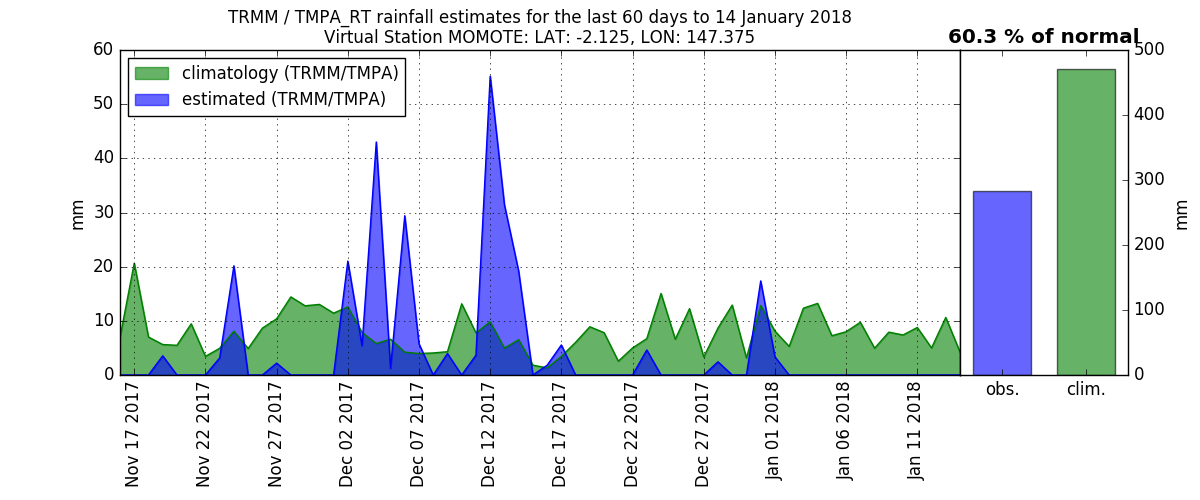 TRMM / TMPA_RT rainfall estimates for the last 60 days to 14 January 2018
Virtual Station MOMOTE: LAT: -2.125, LON: 147.375
60.3 % of normal
climatology (TRMM/TMPA)
estimated (TRMM/TMPA)
60
50
40
30
20
10
0
mm
Nov 17 2017
Nov 22 2017
Nov 27 2017
Dec 02 2017
Dec 07 2017
Dec 12 2017
Dec 17 2017
Dec 22 2017
Dec 27 2017
Jan 01 2018
Jan 06 2018
Jan 11 2018
500
400
300
200
100
0
mm
obs.
clim.